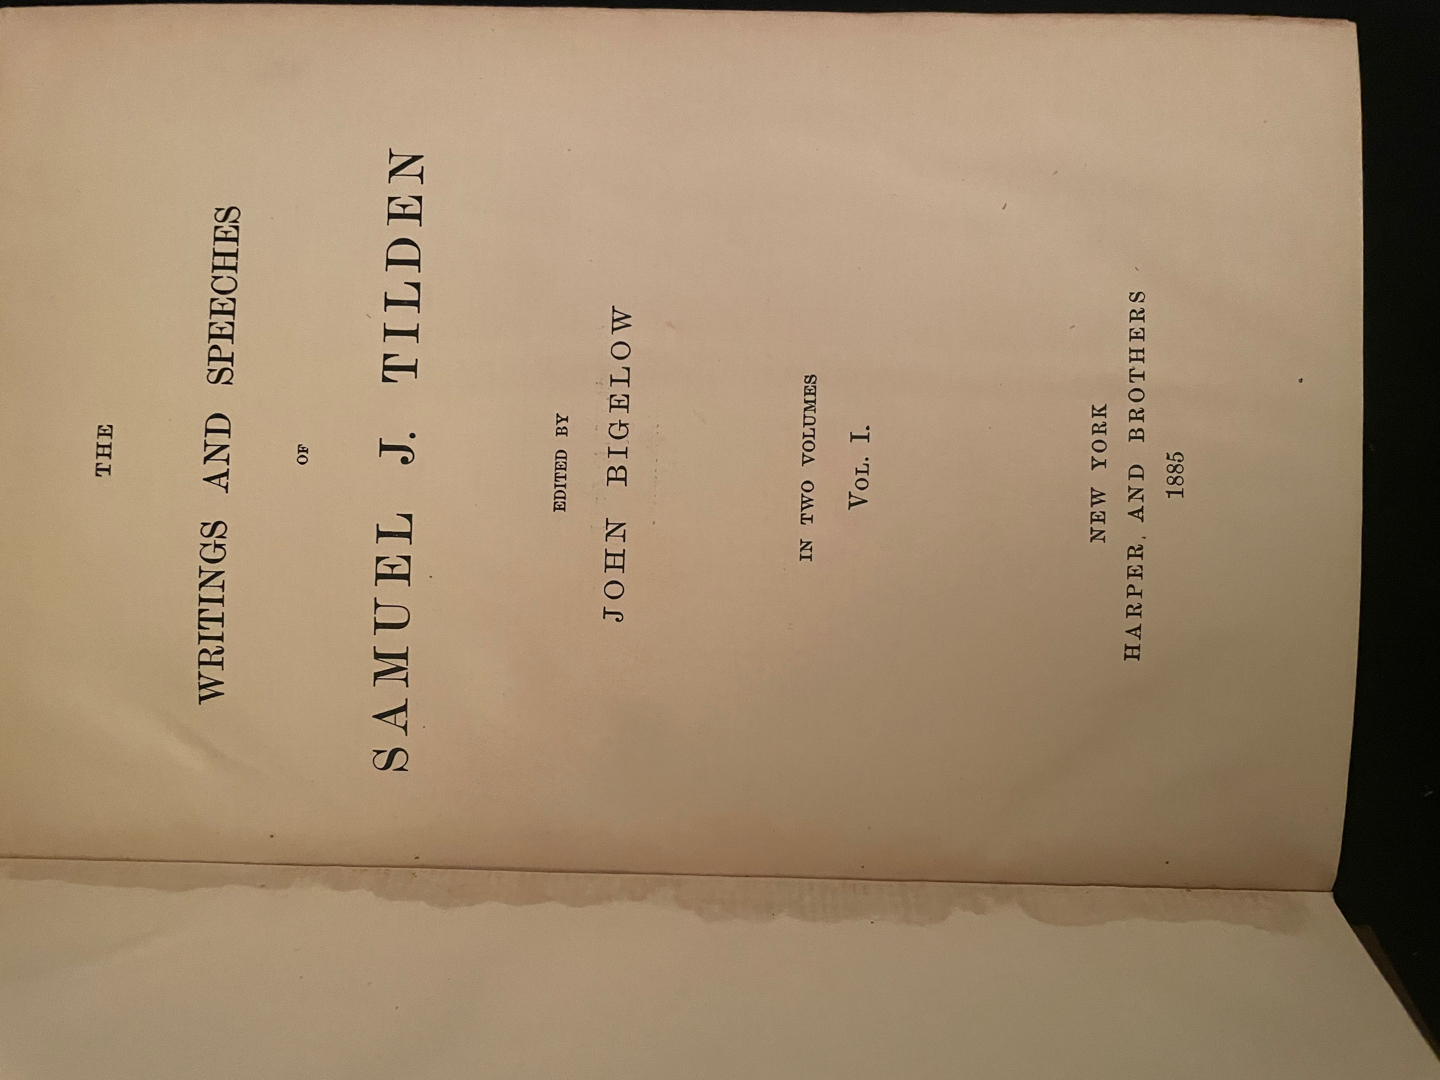 THE
WRITINGS AND SPEECHES
OF
SAMUEL J. TILDEN
EDITED BY
JOHN BIGELOW
IN TWO VOLUMES
VOL. I.
NEW YORK
HARPER, AND BROTHERS
1885